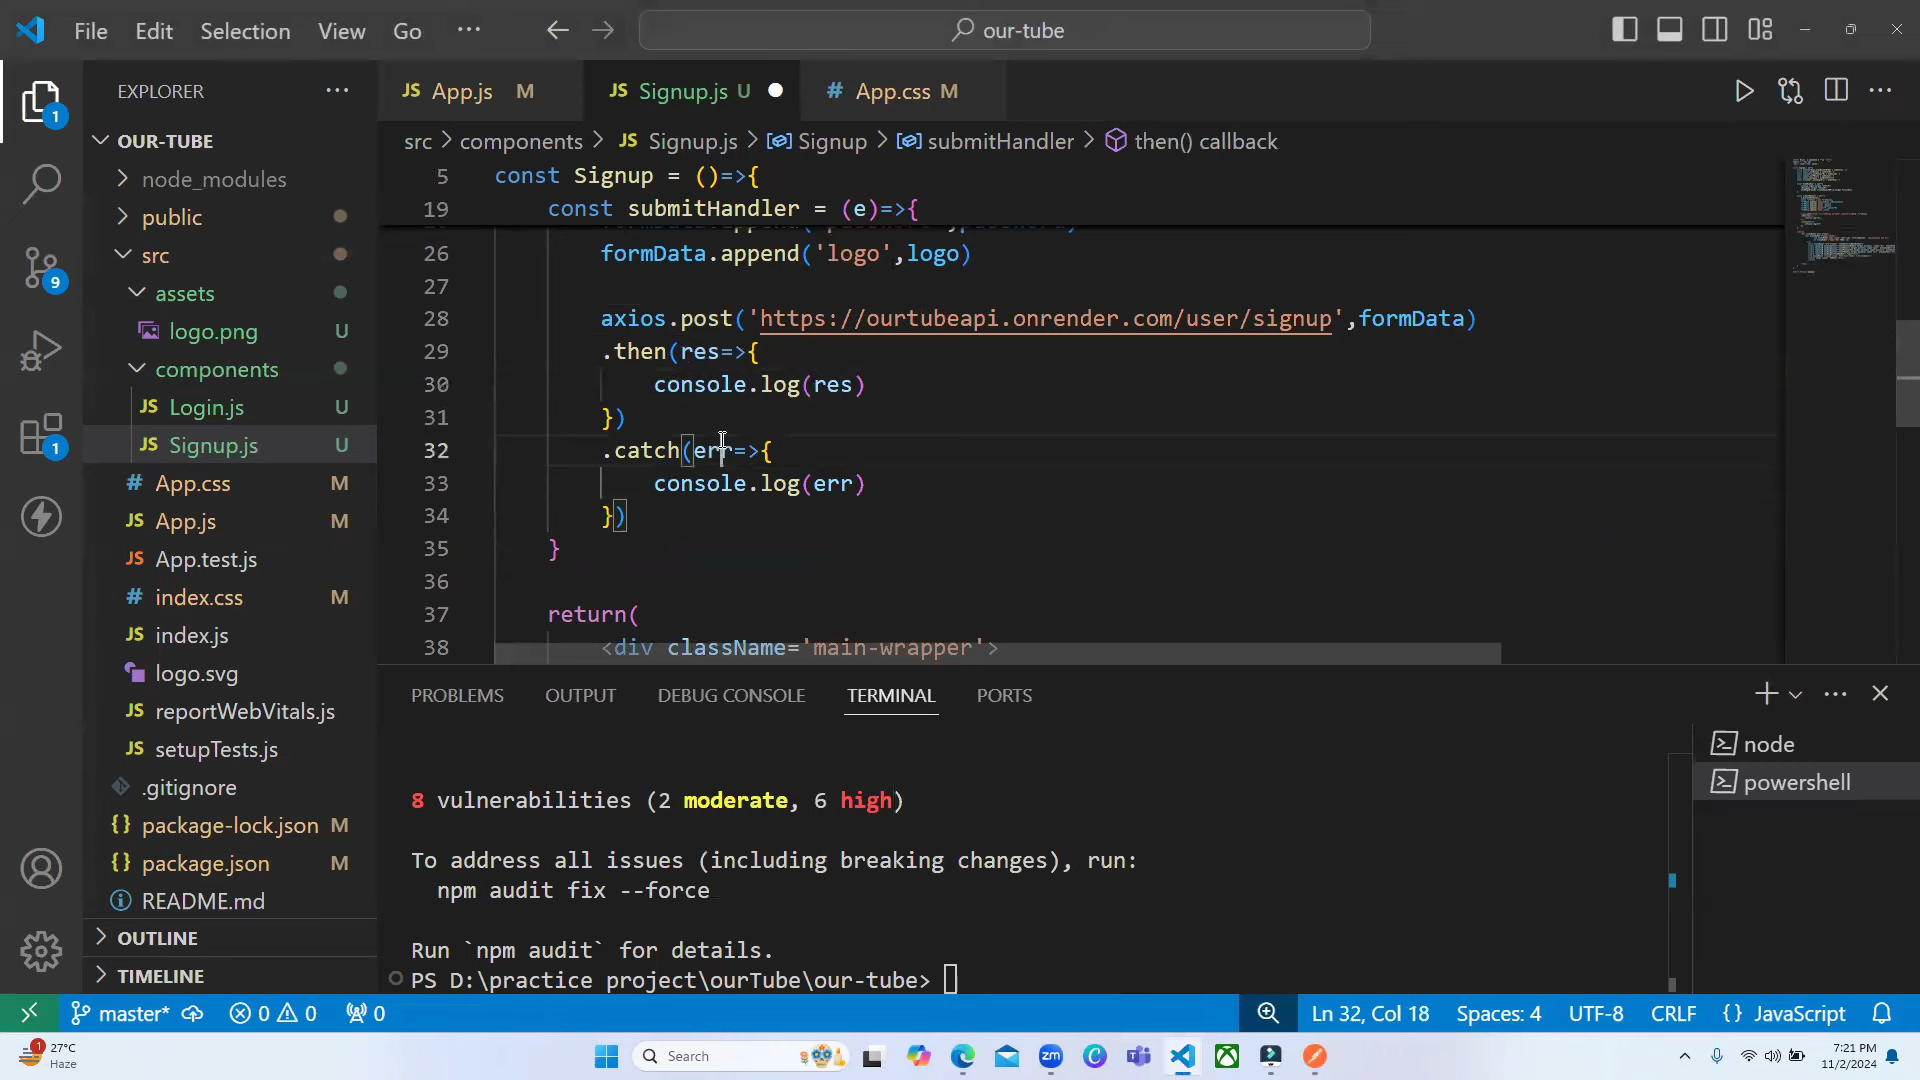 File Edit Selection View Go ··· our-tube
EXPLORER ···
OUR-TUBE
node_modules
public
src
assets
logo.png U
components
JS Login.js U
JS Signup.js U
# App.css M
JS App.js M
JS App.test.js
# index.css M
JS index.js
logo.svg
JS reportWebVitals.js
JS setupTests.js
.gitignore
{} package-lock.json M
{} package.json M
README.md
OUTLINE
TIMELINE
1
9
1
JS App.js M JS Signup.js U # App.css M
src > components > JS Signup.js > Signup > submitHandler > then() callback
5 const Signup = ()=>{
19 const submitHandler = (e)=>{
26 formData.append('logo',logo)
27
28 axios.post('https://ourtubeapi.onrender.com/user/signup',formData)
29 .then(res=>{
30 console.log(res)
31 })
32 .catch(err=>{
33 console.log(err)
34 })
35 }
36
37 return(
38 <div className='main-wrapper'>
PROBLEMS OUTPUT DEBUG CONSOLE TERMINAL PORTS
8 vulnerabilities (2 moderate, 6 high)
To address all issues (including breaking changes), run:
npm audit fix --force
Run `npm audit` for details.
PS D:\practice project\ourTube\our-tube>
node
powershell
master* 0 0 0 Ln 32, Col 18 Spaces: 4 UTF-8 CRLF {} JavaScript
1 27°C
Haze
Search
zm
7:21 PM
11/2/2024